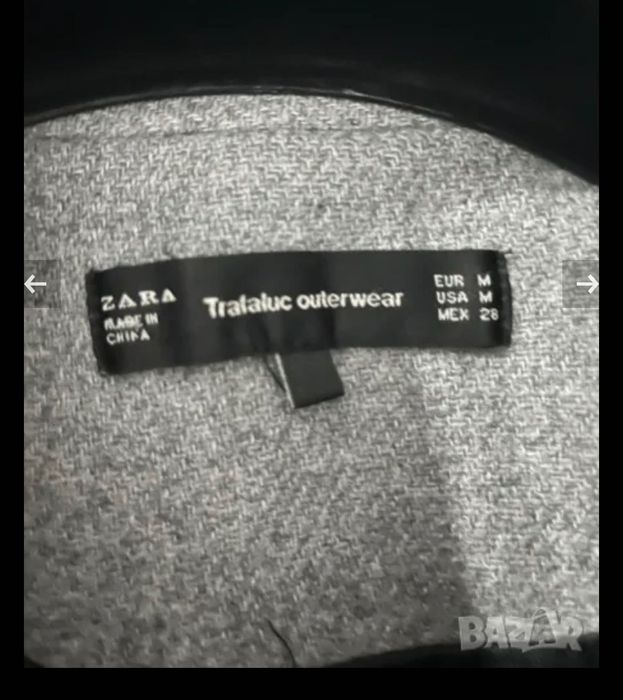 ZARA
MADE IN
CHINA
Trafaluc outerwear
EUR M
USA M
MEX 28
BAZAR